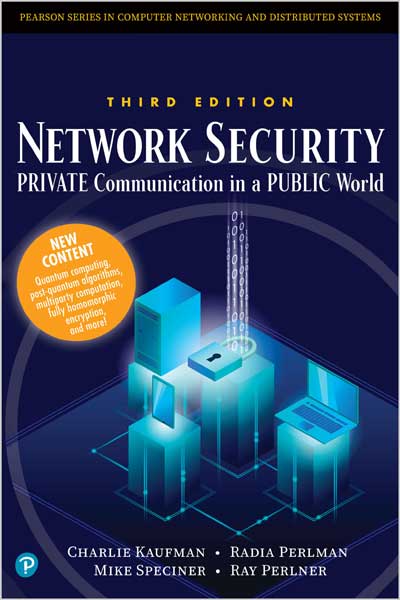 PEARSON SERIES IN COMPUTER NETWORKING AND DISTRIBUTED SYSTEMS
THIRD EDITION
NETWORK SECURITY
PRIVATE Communication in a PUBLIC World
NEW
CONTENT
Quantum computing,
post-quantum algorithms,
multiparty computation,
fully homomorphic
encryption,
and more!
P
CHARLIE KAUFMAN • RADIA PERLMAN
MIKE SPECINER • RAY PERLNER